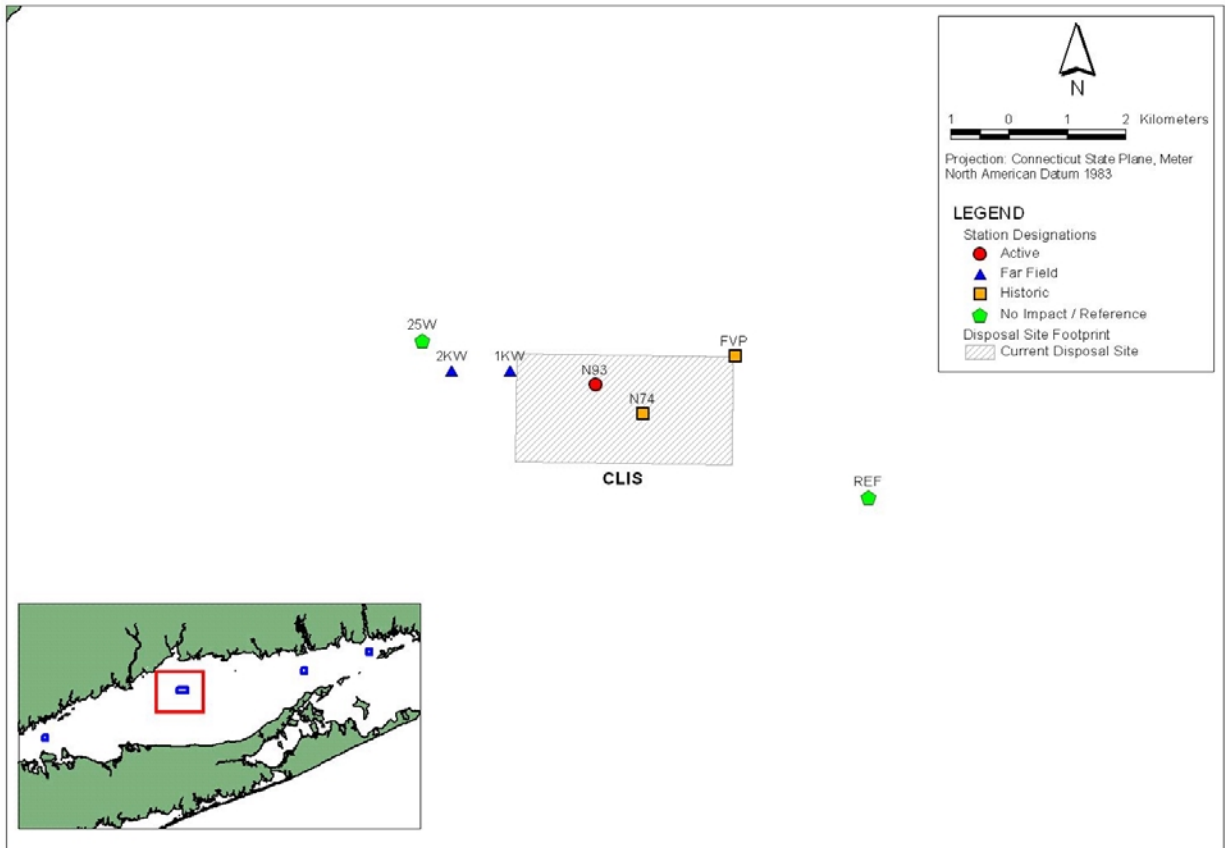 N
1 0 1 2 Kilometers
Projection: Connecticut State Plane, Meter
North American Datum 1983
LEGEND
Station Designations
Active
Far Field
Historic
No Impact / Reference
Disposal Site Footprint
Current Disposal Site
25W
FVP
2KW
1KW
N93
N74
CLIS
REF